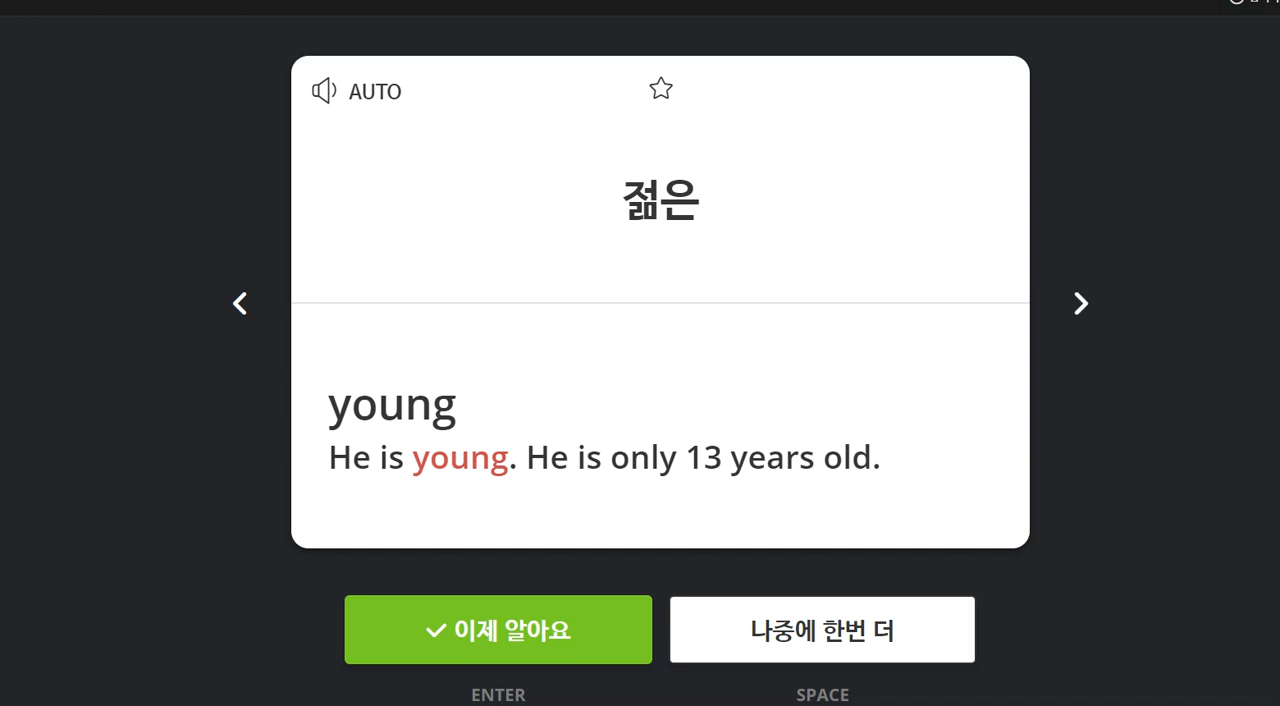 AUTO
젊은
young
He is young. He is only 13 years old.
이제 알아요
나중에 한번 더
ENTER
SPACE